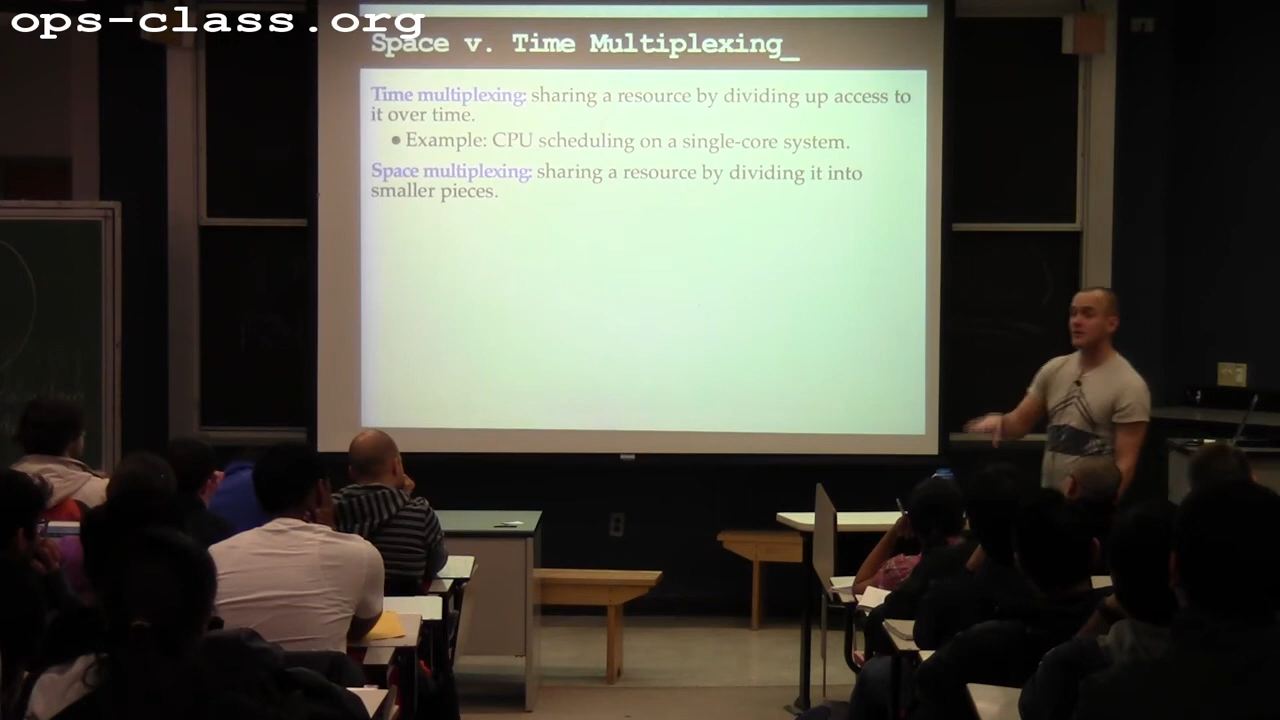 ops-class.org
Space v. Time Multiplexing_
Time multiplexing: sharing a resource by dividing up access to
it over time.
• Example: CPU scheduling on a single-core system.
Space multiplexing: sharing a resource by dividing it into
smaller pieces.